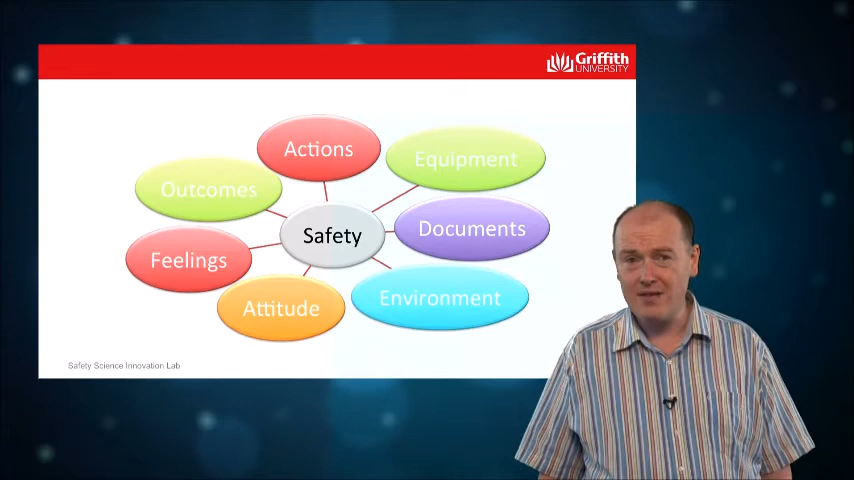 Griffith
UNIVERSITY
Actions
Equipment
Outcomes
Documents
Safety
Feelings
Environment
Attitude
Safety Science Innovation Lab